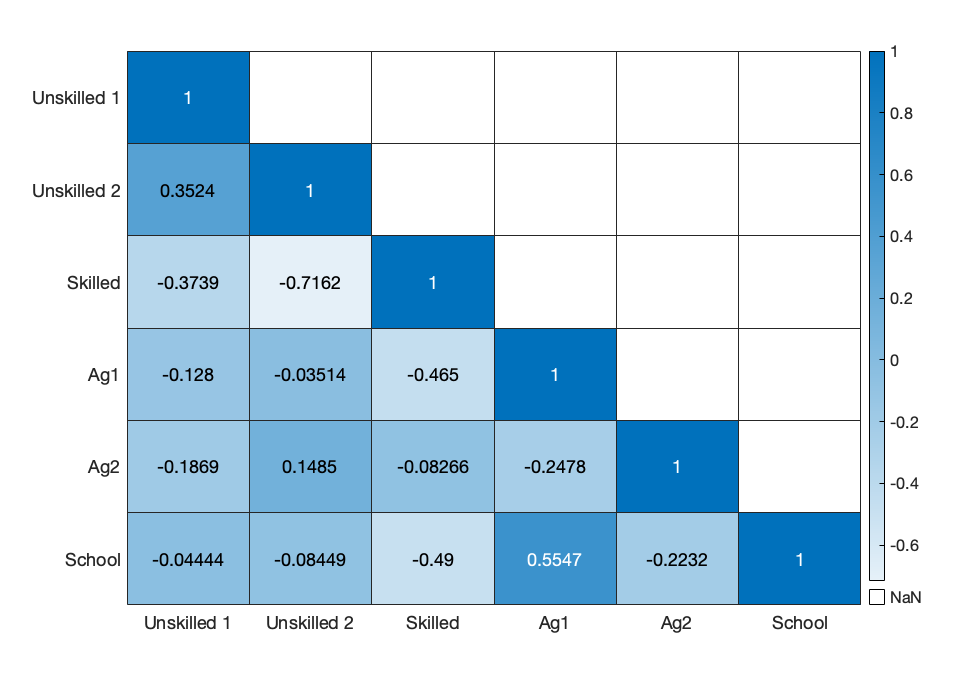 Unskilled 1 1
Unskilled 2 0.3524 1
Skilled -0.3739 -0.7162 1
Ag1 -0.128 -0.03514 -0.465 1
Ag2 -0.1869 0.1485 -0.08266 -0.2478 1
School -0.04444 -0.08449 -0.49 0.5547 -0.2232 1
Unskilled 1 Unskilled 2 Skilled Ag1 Ag2 School
1
0.8
0.6
0.4
0.2
0
-0.2
-0.4
-0.6
NaN